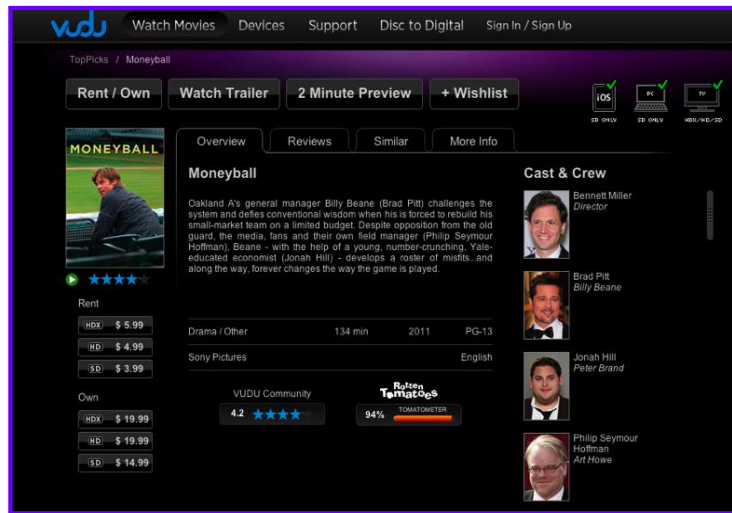 vudu
Watch Movies Devices Support Disc to Digital Sign In / Sign Up
TopPicks / Moneyball
Rent / Own Watch Trailer 2 Minute Preview + Wishlist
iOS PC TV
SD ONLY SD ONLY HDX/HD/SD
MONEYBALL
Overview Reviews Similar More Info
Moneyball
Oakland A's general manager Billy Beane (Brad Pitt) challenges the
system and defies conventional wisdom when his is forced to rebuild his
small-market team on a limited budget. Despite opposition from the old
guard, the media, fans and their own field manager (Philip Seymour
Hoffman), Beane - with the help of a young, number-crunching, Yale-
educated economist (Jonah Hill) - develops a roster of misfits...and
along the way, forever changes the way the game is played.
Drama / Other 134 min 2011 PG-13
Sony Pictures English
VUDU Community
4.2
Rotten
Tomatoes
94% TOMATOMETER
Rent
HDX $ 5.99
HD $ 4.99
SD $ 3.99
Own
HDX $ 19.99
HD $ 19.99
SD $ 14.99
Cast & Crew
Bennett Miller
Director
Brad Pitt
Billy Beane
Jonah Hill
Peter Brand
Philip Seymour
Hoffman
Art Howe